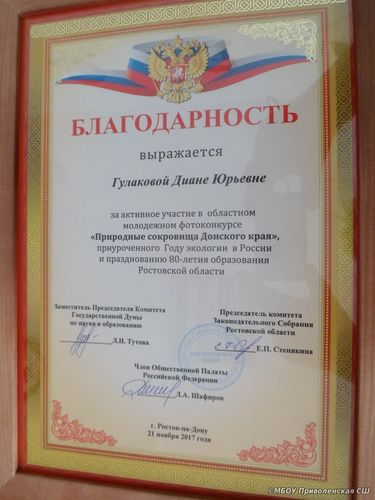 БЛАГОДАРНОСТЬ
выражается
Гулаковой Диане Юрьевне
за активное участие в областном
молодежном фотоконкурсе
«Природные сокровища Донского края»,
приуроченного Году экологии в России
и празднованию 80-летия образования
Ростовской области
Заместитель Председателя Комитета
Государственной Думы
по науке и образованию
Л.Н. Тутова
Председатель комитета
Законодательного Собрания
Ростовской области
Е.П. Стенякина
Член Общественной Палаты
Российской Федерации
Л.А. Шафиров
г. Ростов-на-Дону
21 ноября 2017 года
©МБОУ Приволенская СШ